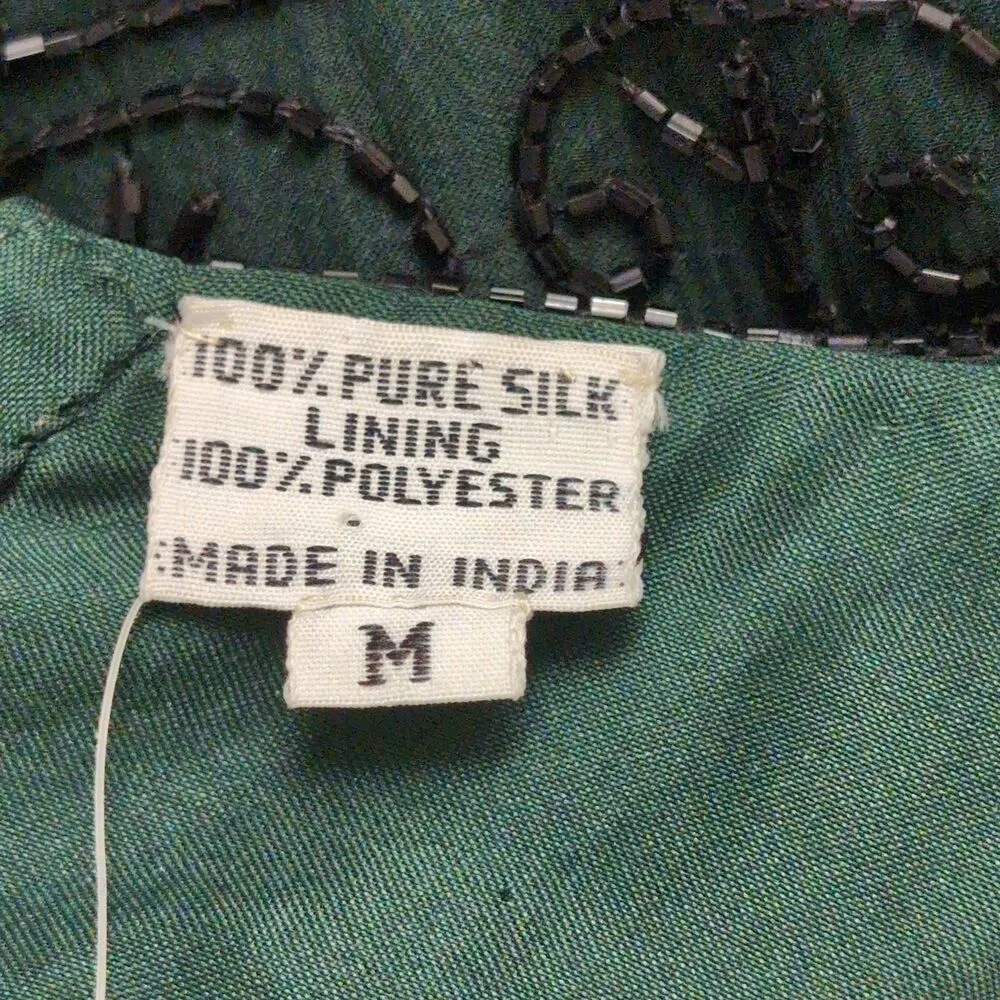 100% PURE SILK
LINING
100% POLYESTER
MADE IN INDIA
M